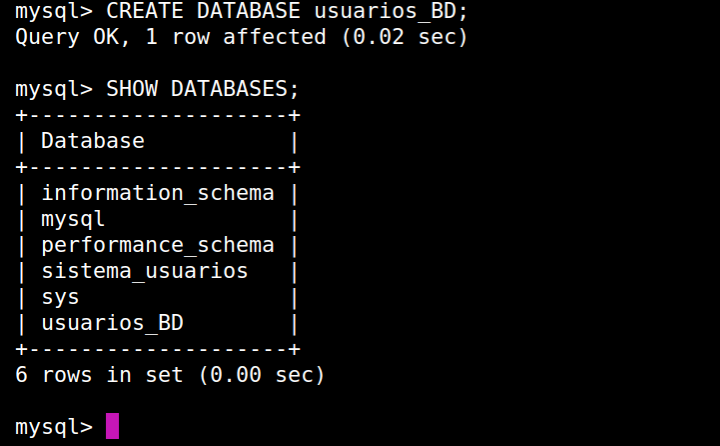 mysql> CREATE DATABASE usuarios_BD;
Query OK, 1 row affected (0.02 sec)
mysql> SHOW DATABASES;
+--------------------+
| Database           |
+--------------------+
| information_schema |
| mysql              |
| performance_schema |
| sistema_usuarios   |
| sys                |
| usuarios_BD        |
+--------------------+
6 rows in set (0.00 sec)
mysql>